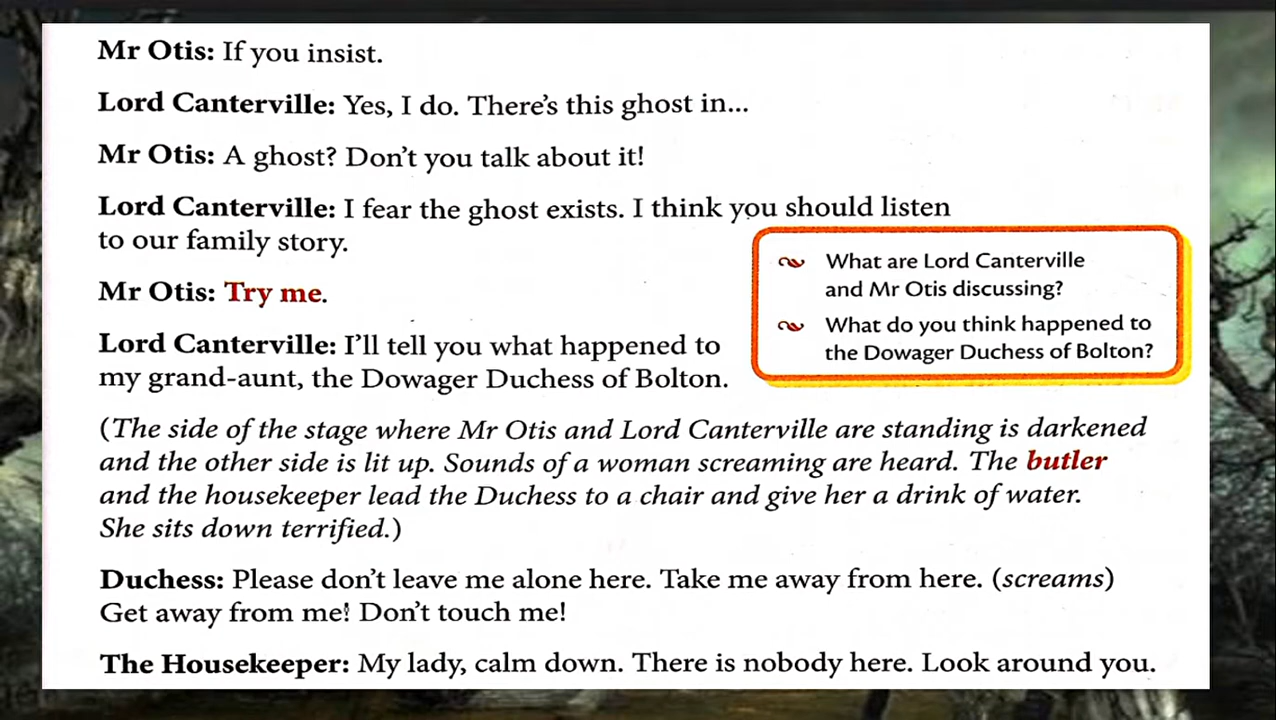 Mr Otis: If you insist.
Lord Canterville: Yes, I do. There's this ghost in...
Mr Otis: A ghost? Don't you talk about it!
Lord Canterville: I fear the ghost exists. I think you should listen
to our family story.
Mr Otis: Try me.
Lord Canterville: I'll tell you what happened to
my grand-aunt, the Dowager Duchess of Bolton.
What are Lord Canterville
and Mr Otis discussing?
What do you think happened to
the Dowager Duchess of Bolton?
(The side of the stage where Mr Otis and Lord Canterville are standing is darkened
and the other side is lit up. Sounds of a woman screaming are heard. The butler
and the housekeeper lead the Duchess to a chair and give her a drink of water.
She sits down terrified.)
Duchess: Please don't leave me alone here. Take me away from here. (screams)
Get away from me! Don't touch me!
The Housekeeper: My lady, calm down. There is nobody here. Look around you.